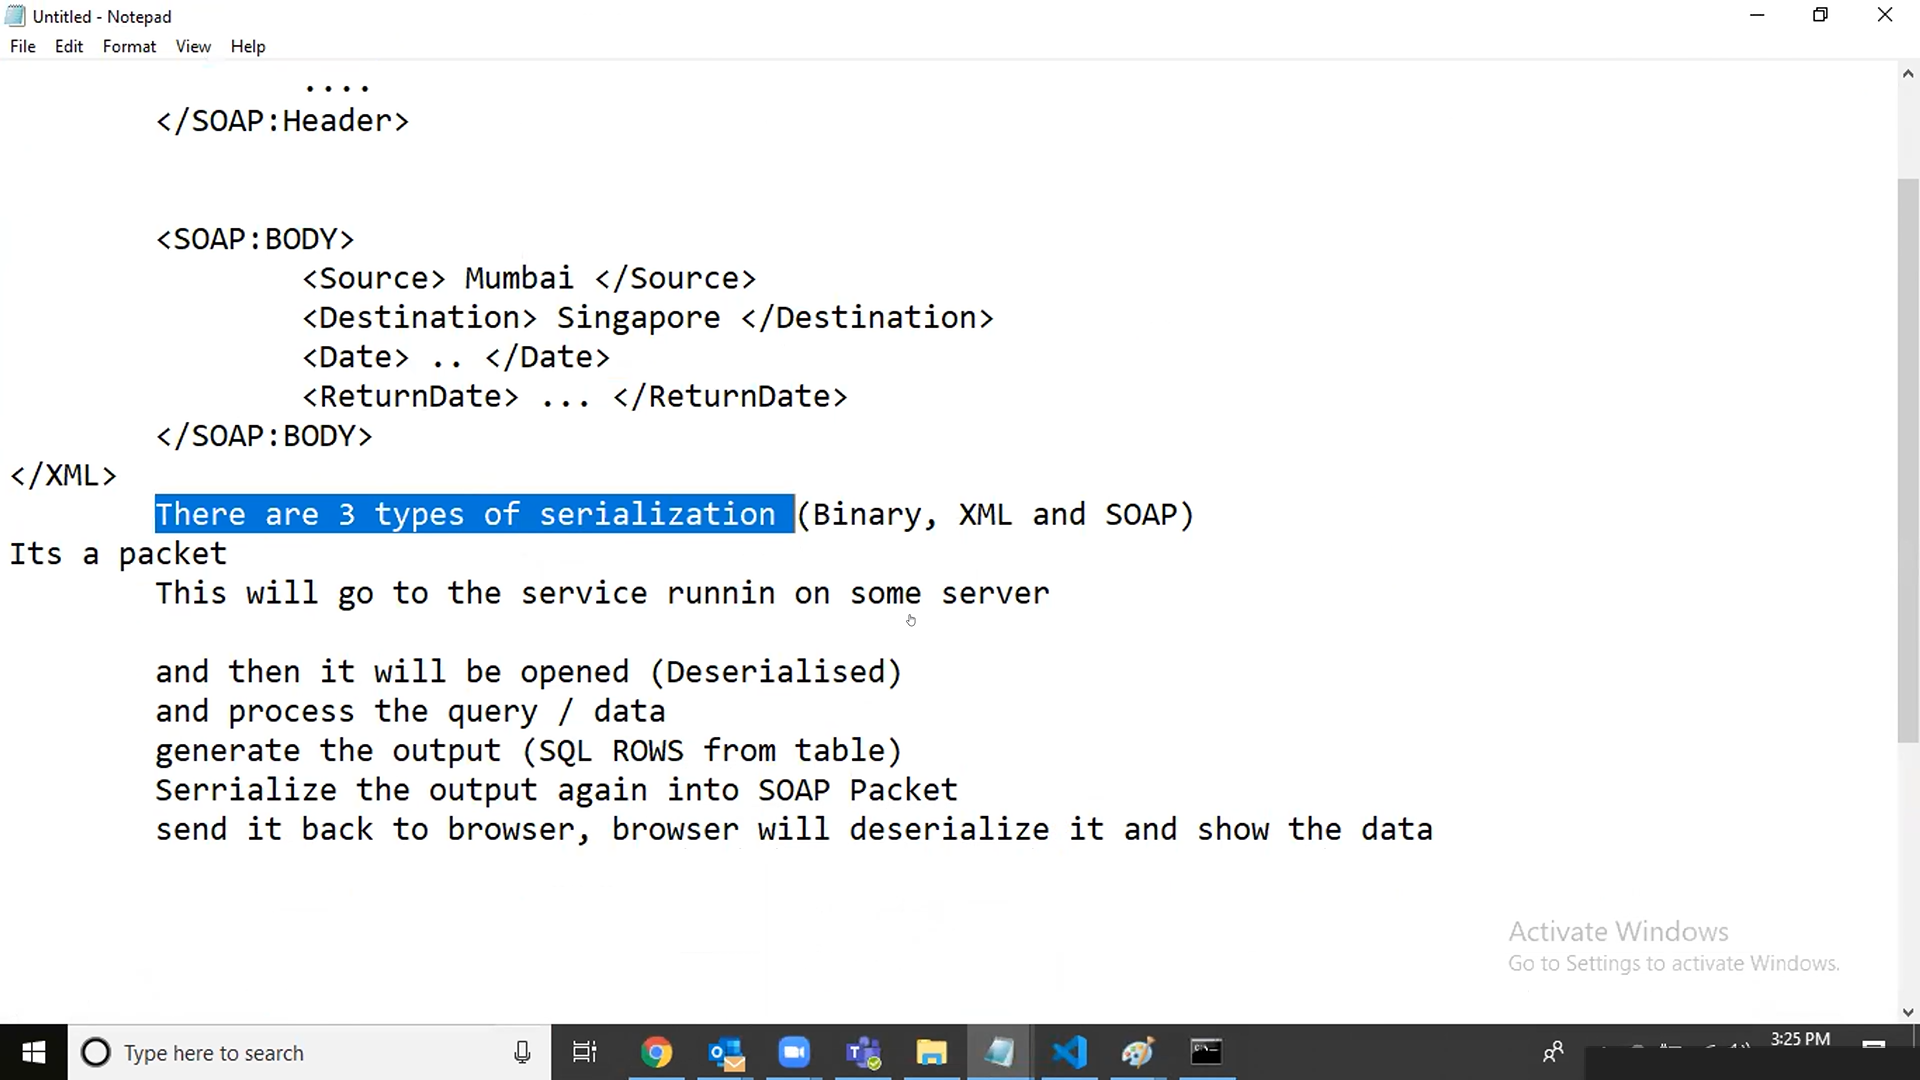 Untitled - Notepad
File Edit Format View Help
....
</SOAP:Header>
<SOAP:BODY>
<Source> Mumbai </Source>
<Destination> Singapore </Destination>
<Date> .. </Date>
<ReturnDate> ... </ReturnDate>
</SOAP:BODY>
</XML>
There are 3 types of serialization (Binary, XML and SOAP)
Its a packet
This will go to the service runnin on some server
and then it will be opened (Deserialised)
and process the query / data
generate the output (SQL ROWS from table)
Serrialize the output again into SOAP Packet
send it back to browser, browser will deserialize it and show the data
Activate Windows
Go to Settings to activate Windows.
Type here to search
3:25 PM